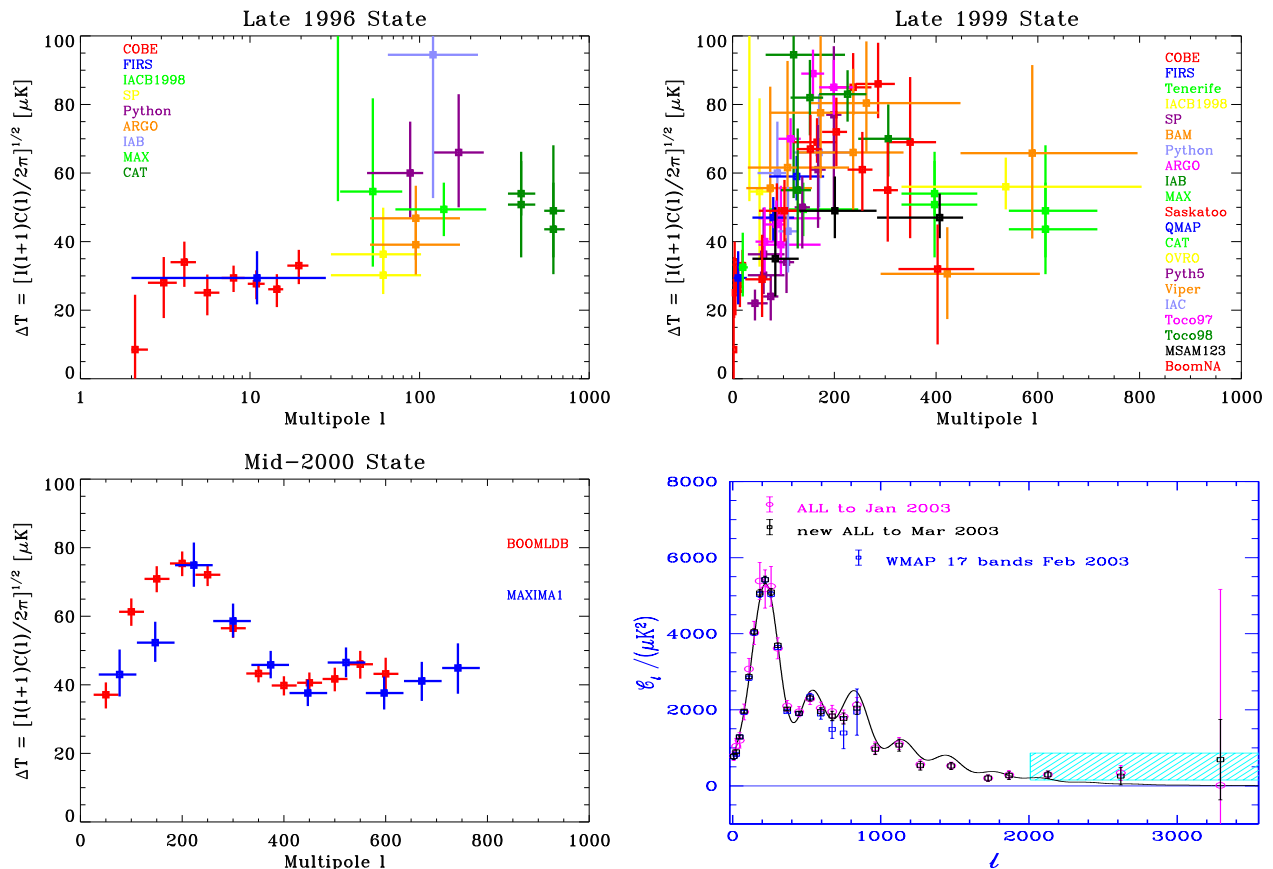 Late 1996 State
ΔT = [l(l+1)C(l)/2π]^1/2 [μK]
100
80
60
40
20
0
COBE
FIRS
IACB1998
SP
Python
ARGO
IAB
MAX
CAT
1
10
100
1000
Multipole l
Late 1999 State
ΔT = [l(l+1)C(l)/2π]^1/2 [μK]
100
80
60
40
20
0
COBE
FIRS
Tenerife
IACB1998
SP
BAM
Python
ARGO
IAB
MAX
Saskatoo
QMAP
CAT
OVRO
Pyth5
Viper
IAC
Toco97
Toco98
MSAM123
BoomNA
0
200
400
600
800
1000
Multipole l
Mid-2000 State
ΔT = [l(l+1)C(l)/2π]^1/2 [μK]
100
80
60
40
20
0
BOOMLDB
MAXIMA1
0
200
400
600
800
1000
Multipole l
𝒞ₗ /(μK²)
8000
6000
4000
2000
0
ALL to Jan 2003
new ALL to Mar 2003
WMAP 17 bands Feb 2003
0
1000
2000
3000
ℓ